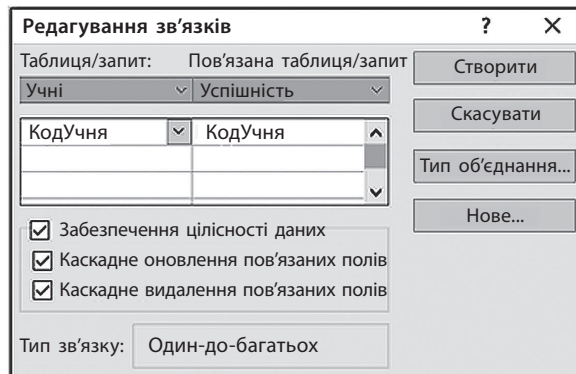 Редагування зв'язків ? ×
Таблиця/запит: Пов'язана таблиця/запит
Учні Успішність
КодУчня КодУчня
Забезпечення цілісності даних
Каскадне оновлення пов'язаних полів
Каскадне видалення пов'язаних полів
Тип зв'язку: Один-до-багатьох
Створити
Скасувати
Тип об'єднання...
Нове...